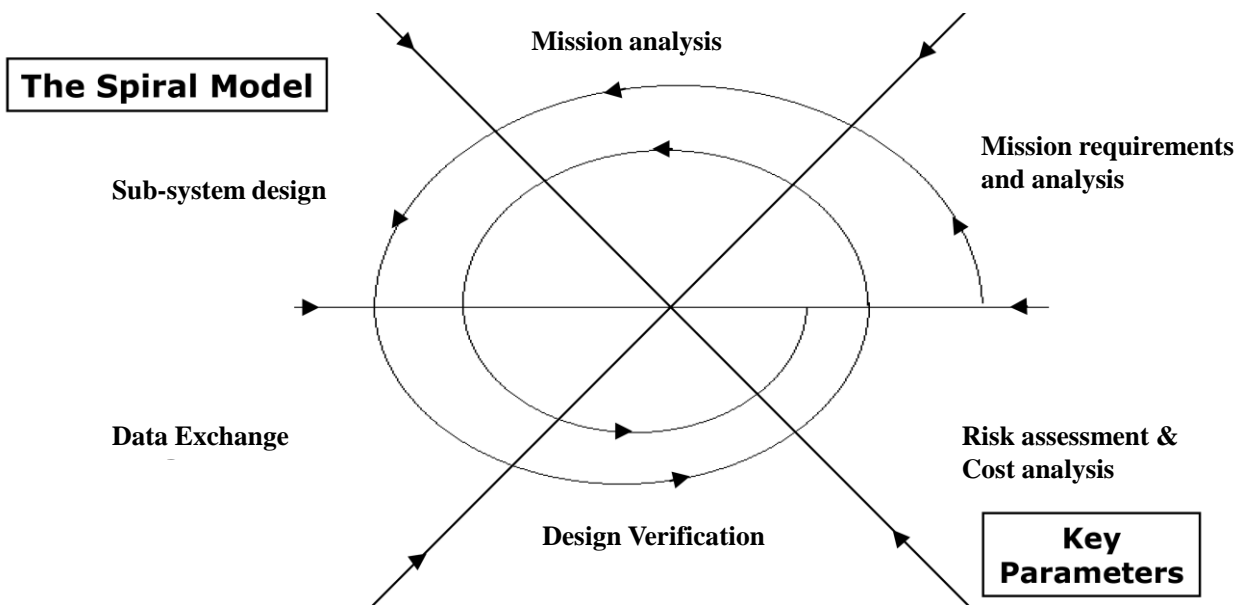 Mission analysis
The Spiral Model
Mission requirements
and analysis
Sub-system design
Data Exchange
Risk assessment &
Cost analysis
Design Verification
Key
Parameters